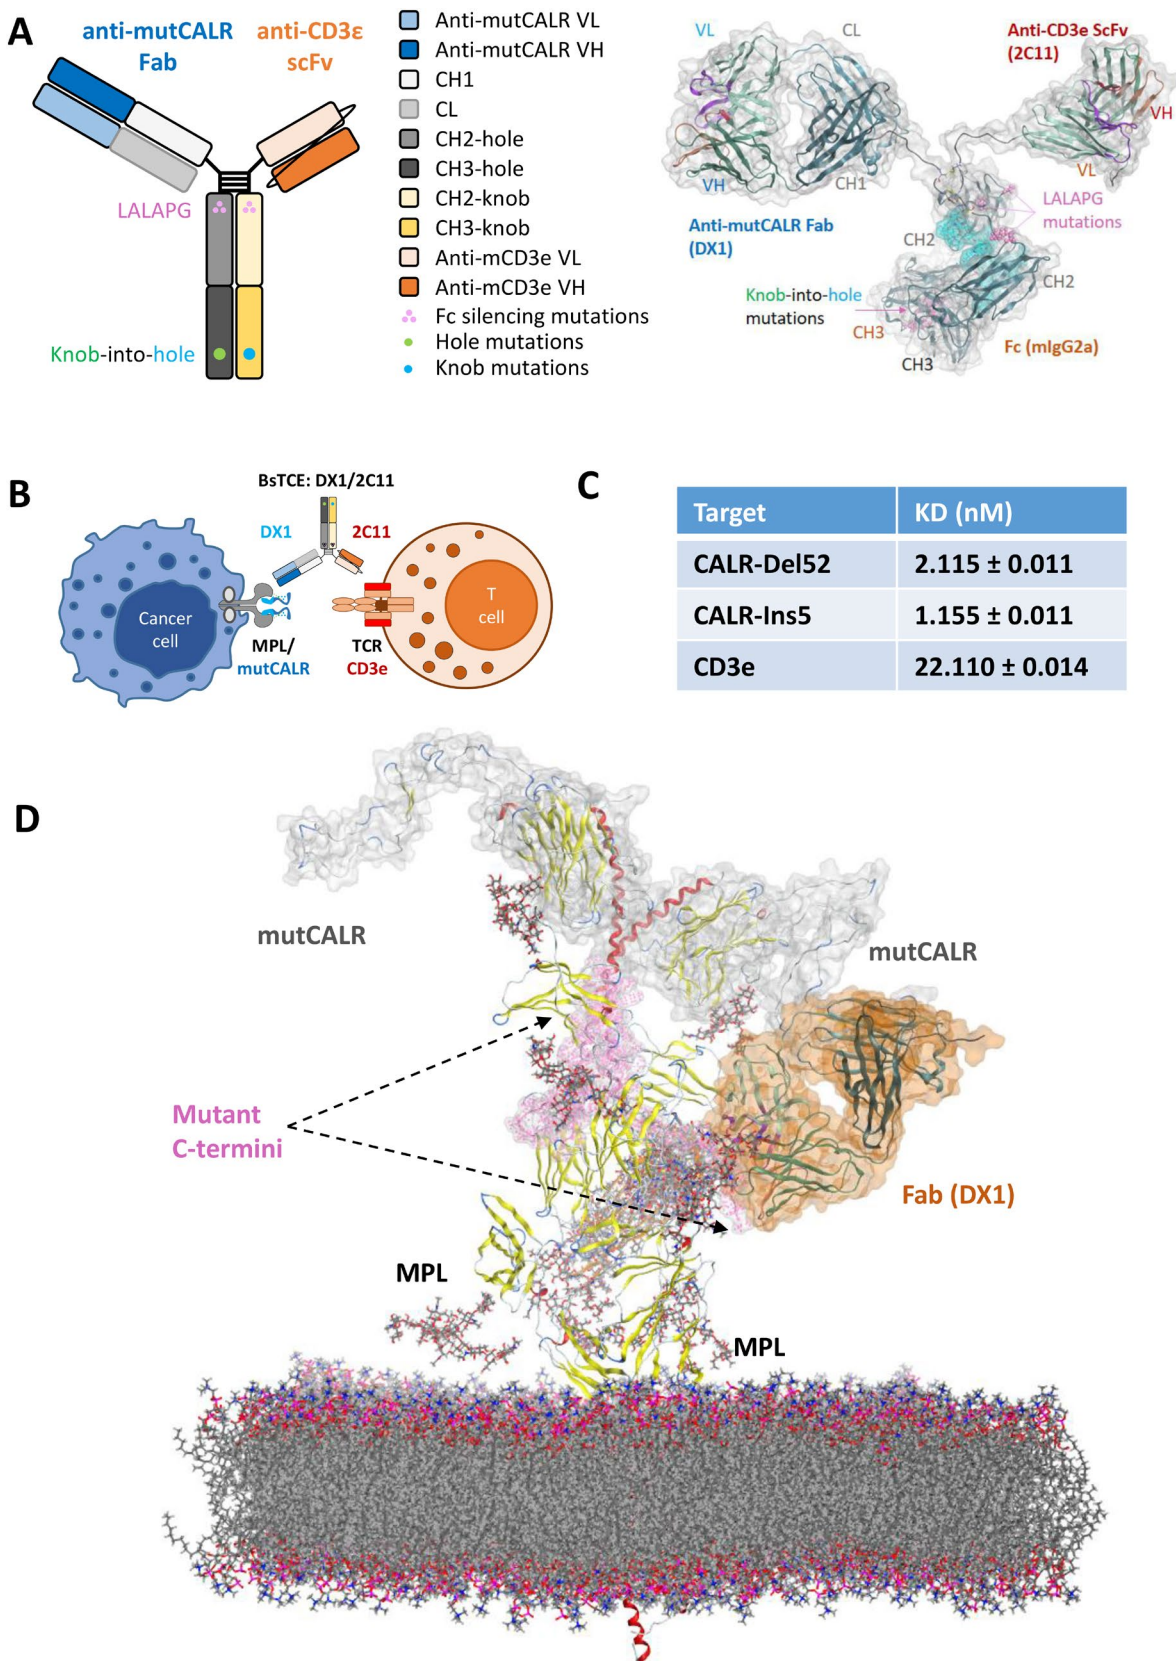 A
anti-mutCALR
Fab
anti-CD3ε
scFv
LALAPG
Knob-into-hole
Anti-mutCALR VL
Anti-mutCALR VH
CH1
CL
CH2-hole
CH3-hole
CH2-knob
CH3-knob
Anti-mCD3e VL
Anti-mCD3e VH
Fc silencing mutations
Hole mutations
Knob mutations
VL
CL
Anti-CD3e ScFv
(2C11)
VH
VL
VH
CH1
LALAPG
mutations
Anti-mutCALR Fab
(DX1)
CH2
CH2
Knob-into-hole
mutations
CH3
CH3
Fc (mIgG2a)
B
BsTCE: DX1/2C11
DX1
2C11
Cancer
cell
T
cell
MPL/
mutCALR
TCR
CD3e
C
Target KD (nM)
CALR-Del52 2.115 ± 0.011
CALR-Ins5 1.155 ± 0.011
CD3e 22.110 ± 0.014
D
mutCALR
mutCALR
Mutant
C-termini
Fab (DX1)
MPL
MPL